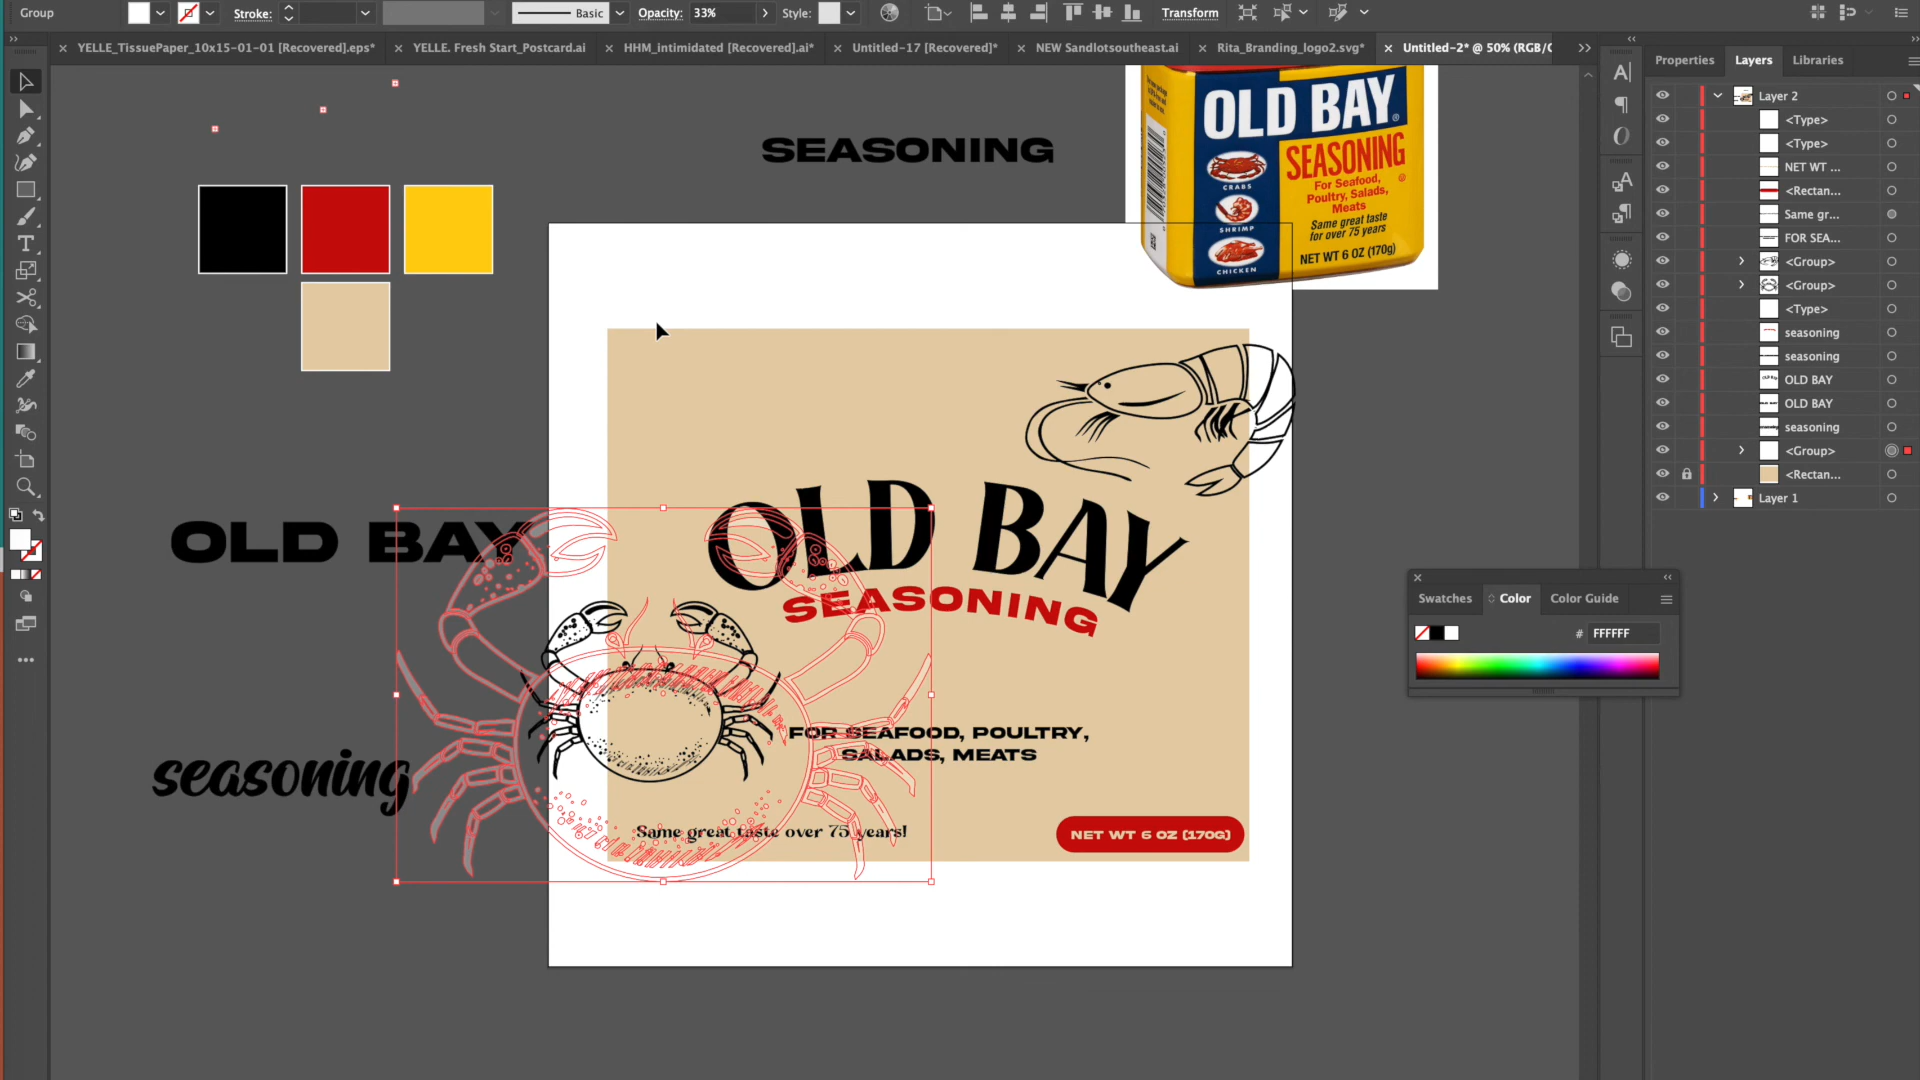 Group
Stroke:
Basic
Opacity:
33%
Style:
Transform
YELLE_TissuePaper_10x15-01-01 [Recovered].eps*
YELLE. Fresh Start_Postcard.ai
HHM_intimidated [Recovered].ai*
Untitled-17 [Recovered]*
NEW Sandlotsoutheast.ai
Rita_Branding_logo2.svg*
Untitled-2* @ 50% (RGB/C
Properties
Layers
Libraries
Layer 2
<Type>
<Type>
NET WT ...
<Rectan...
Same gr...
FOR SEA...
<Group>
<Group>
<Type>
seasoning
seasoning
OLD BAY
OLD BAY
seasoning
<Group>
<Rectan...
Layer 1
Swatches
Color
Color Guide
#
FFFFFF
SEASONING
OLD BAY®
SEASONING
For Seafood,
Poultry, Salads,
Meats
Same great taste
for over 75 years
NET WT 6 OZ (170g)
CRABS
SHRIMP
CHICKEN
OLD BAY
seasoning
OLD BAY
SEASONING
FOR SEAFOOD, POULTRY,
SALADS, MEATS
Same great taste over 75 years!
NET WT 6 OZ (170G)